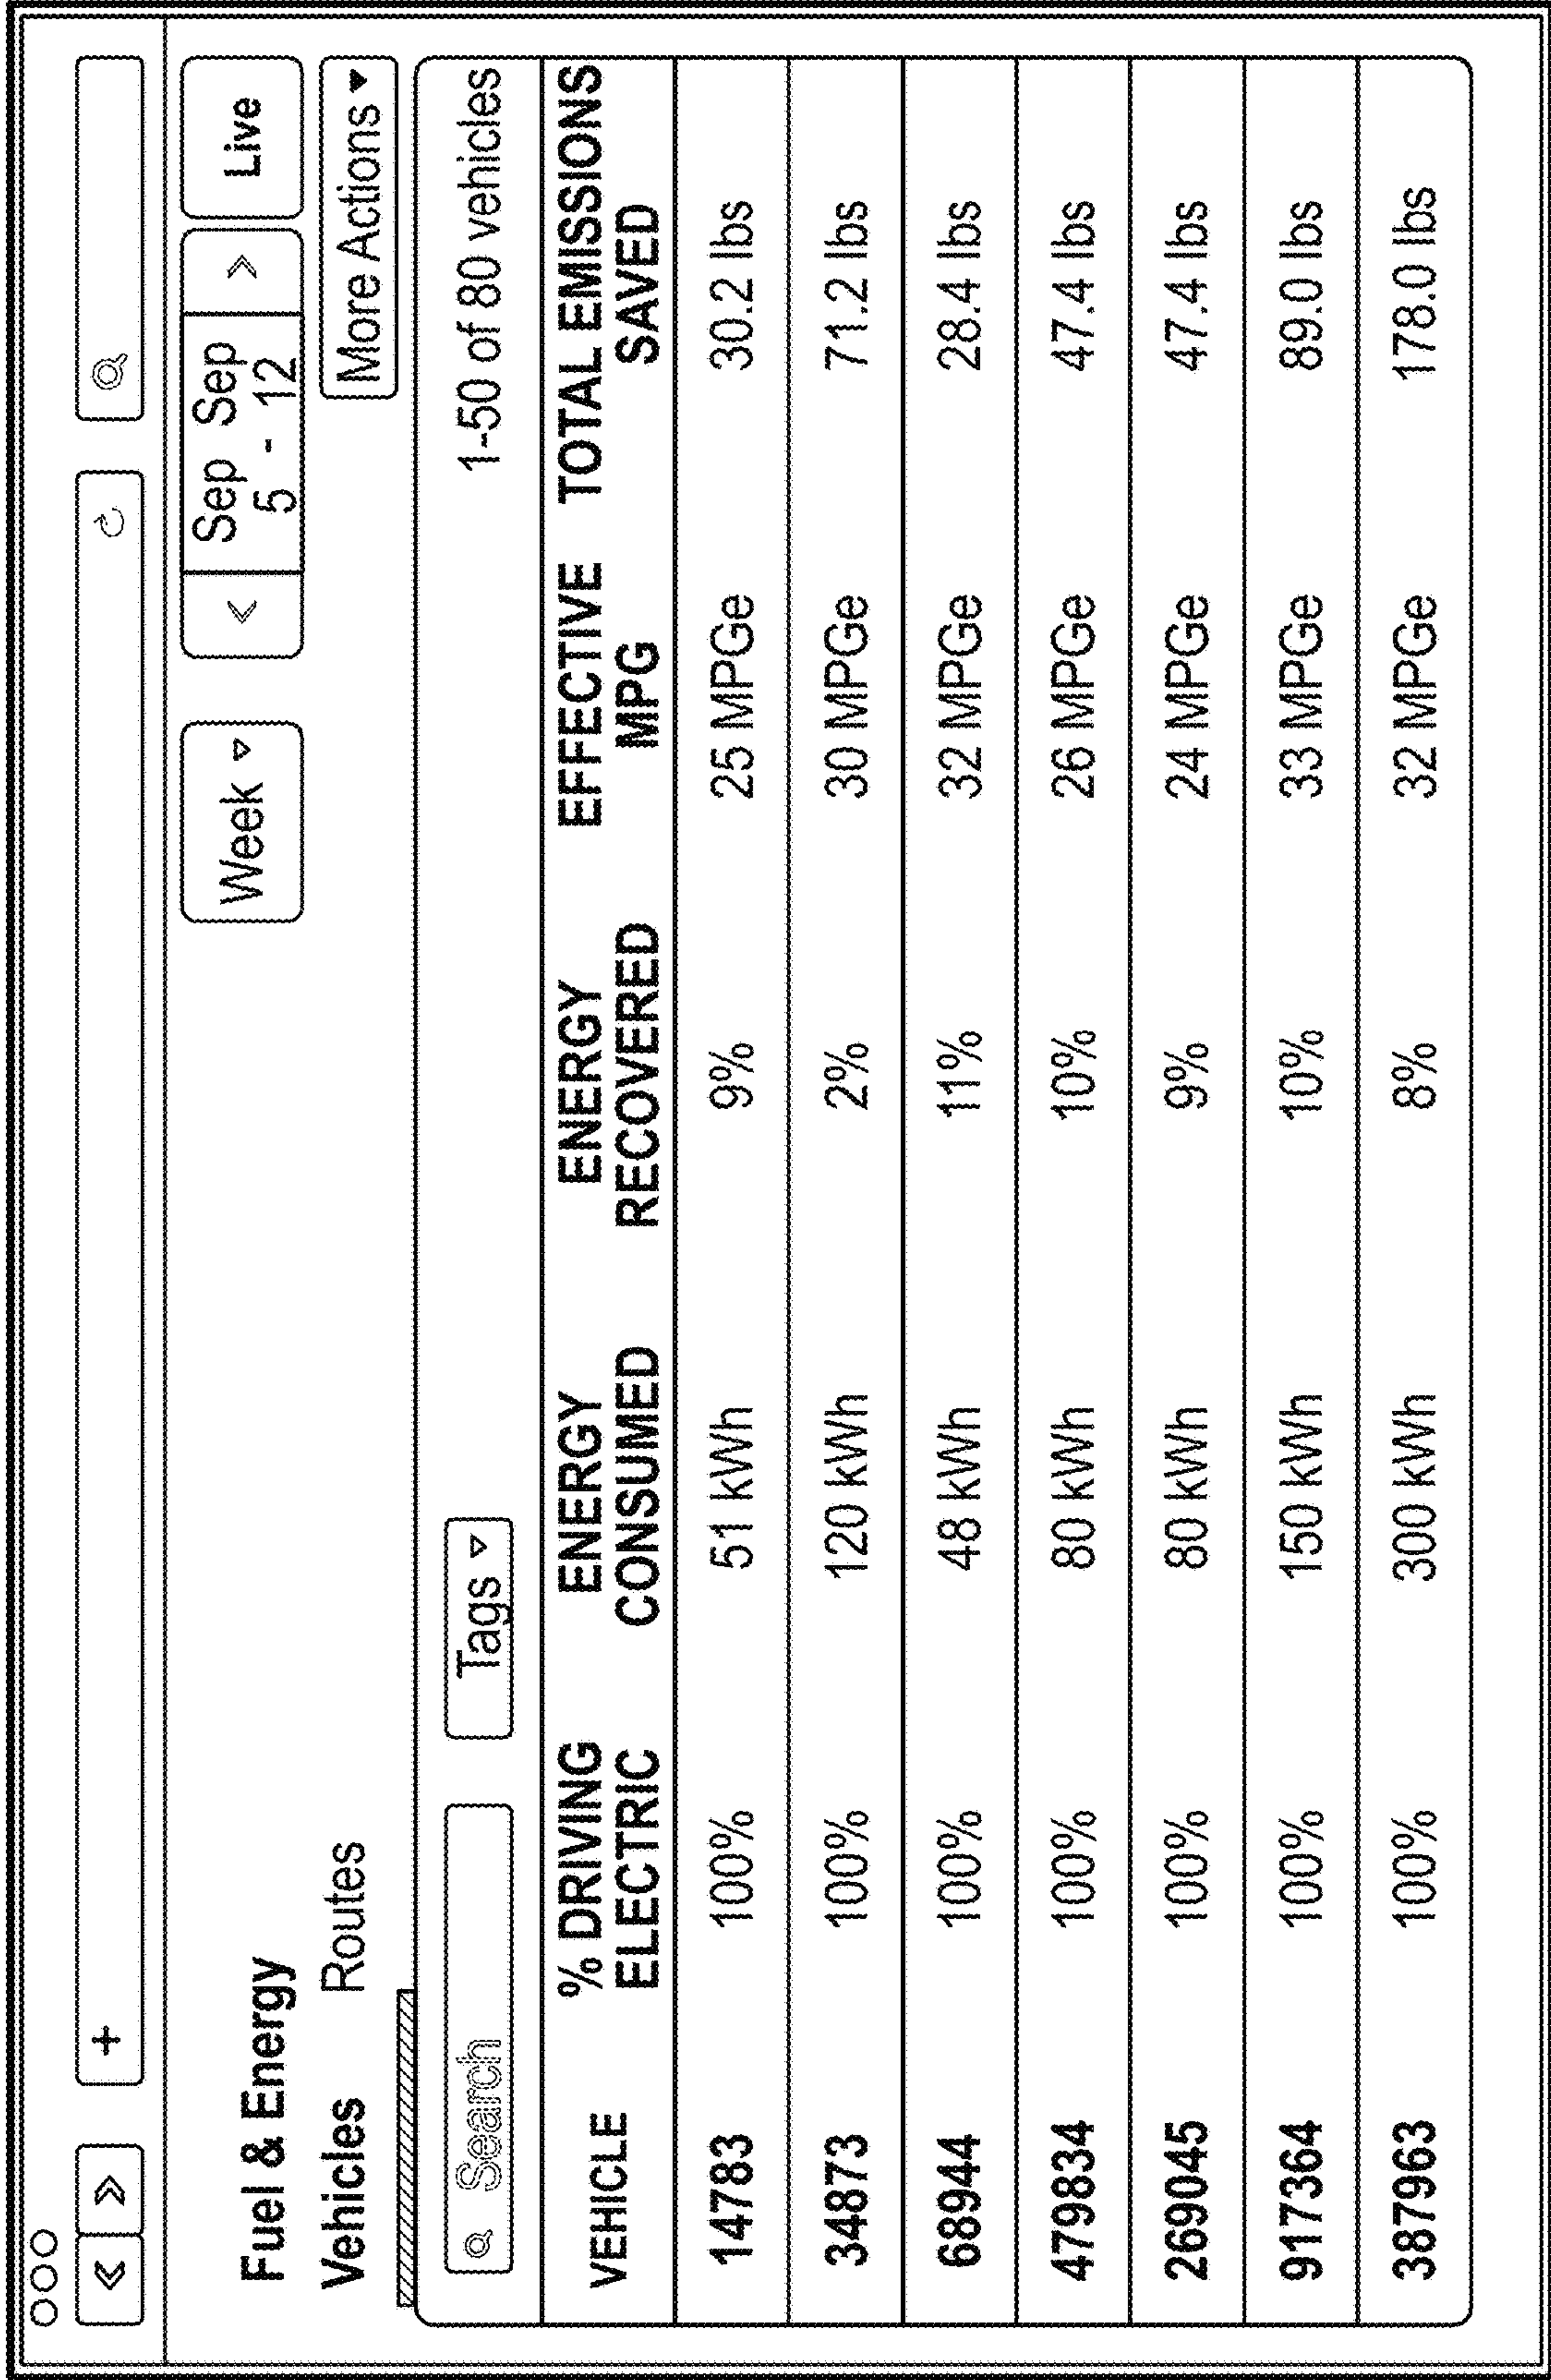 Fuel & Energy
Week
Sep Sep
5 - 12
Live
Vehicles Routes
More Actions
Search Tags 1-50 of 80 vehicles
VEHICLE % DRIVING ELECTRIC ENERGY CONSUMED ENERGY RECOVERED EFFECTIVE MPG TOTAL EMISSIONS SAVED
14783 100% 51 kWh 9% 25 MPGe 30.2 lbs
34873 100% 120 kWh 2% 30 MPGe 71.2 lbs
68944 100% 48 kWh 11% 32 MPGe 28.4 lbs
479834 100% 80 kWh 10% 26 MPGe 47.4 lbs
269045 100% 80 kWh 9% 24 MPGe 47.4 lbs
917364 100% 150 kWh 10% 33 MPGe 89.0 lbs
387963 100% 300 kWh 8% 32 MPGe 178.0 lbs